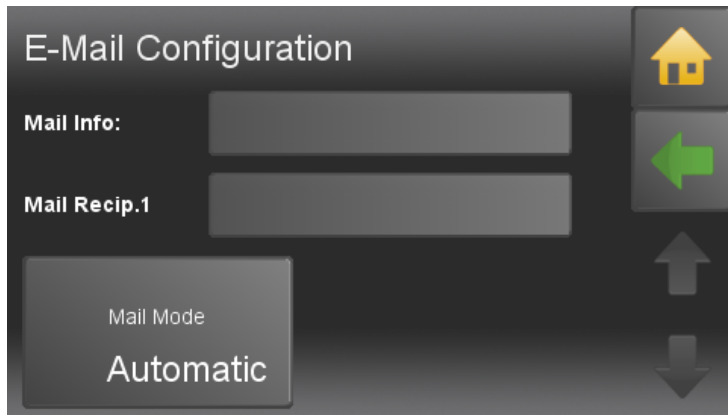 E-Mail Configuration
Mail Info:
Mail Recip.1
Mail Mode
Automatic